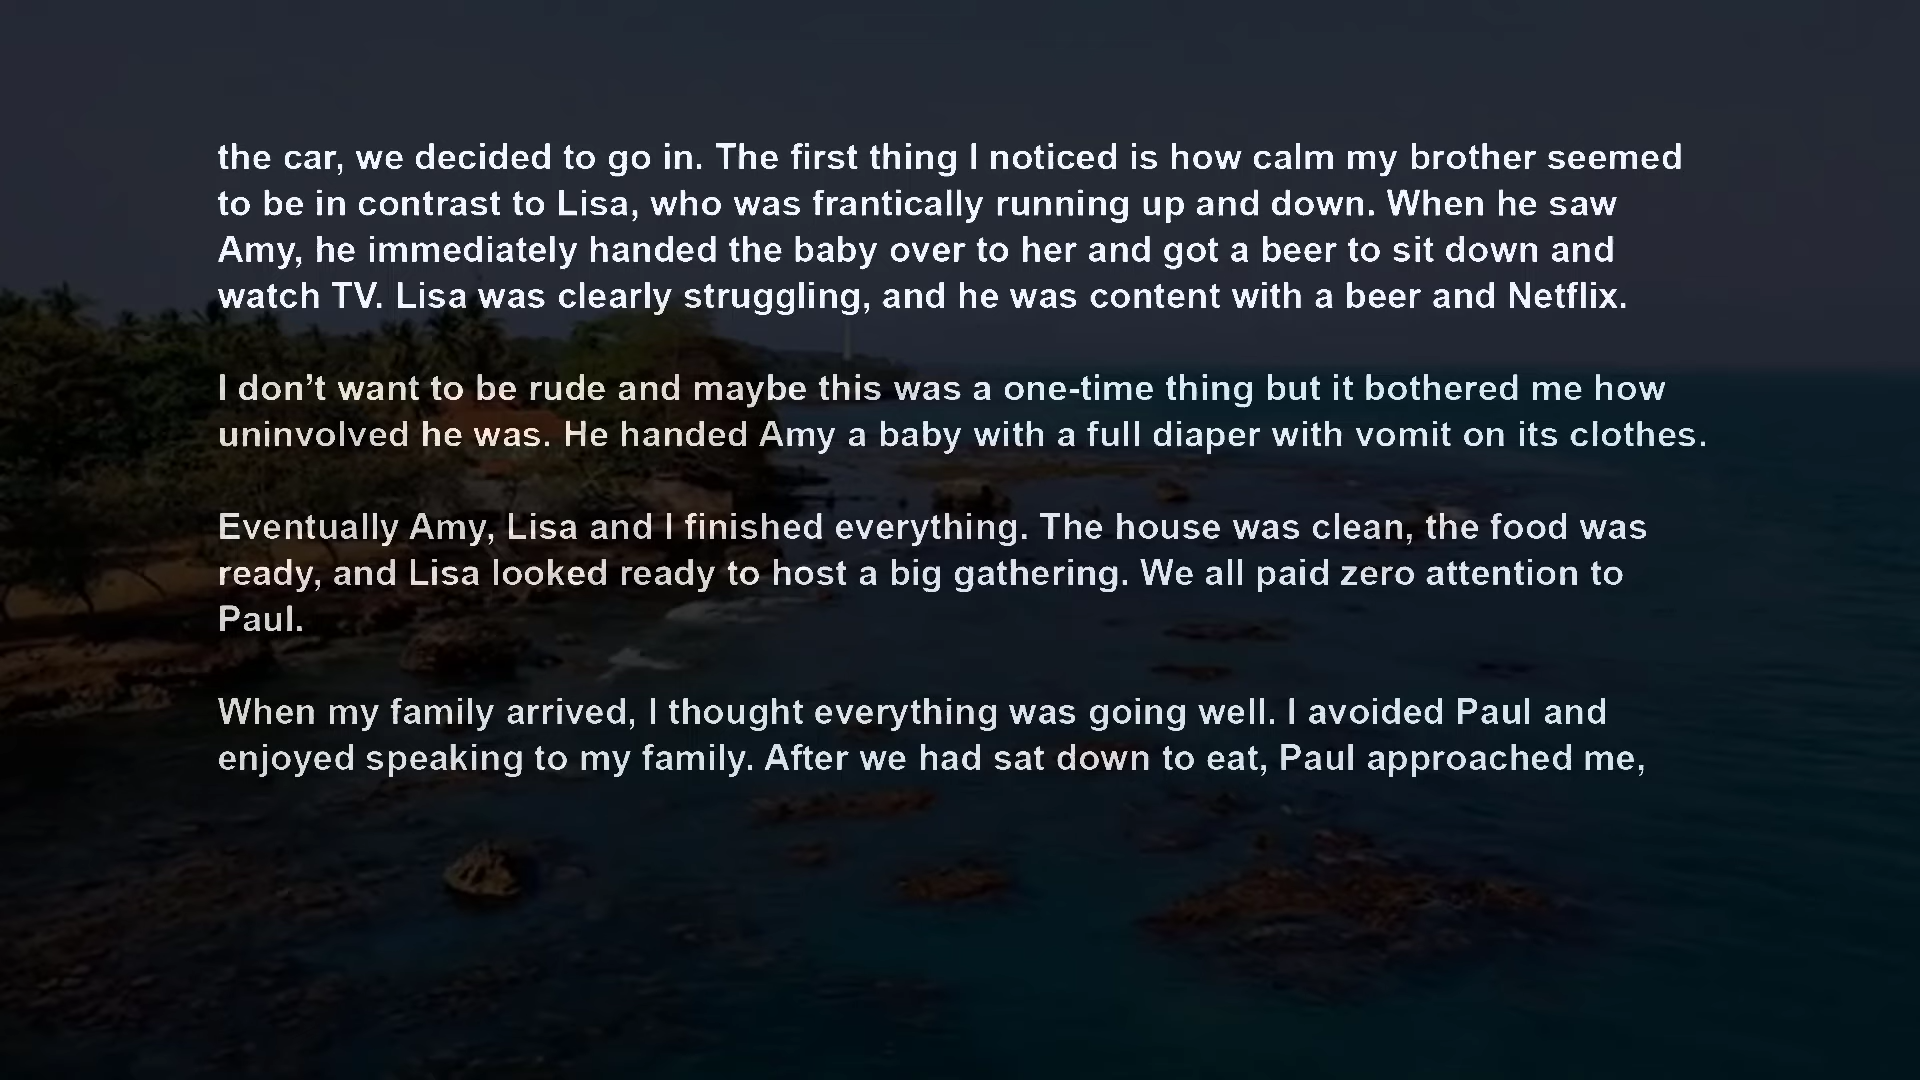 the car, we decided to go in. The first thing I noticed is how calm my brother seemed
to be in contrast to Lisa, who was frantically running up and down. When he saw
Amy, he immediately handed the baby over to her and got a beer to sit down and
watch TV. Lisa was clearly struggling, and he was content with a beer and Netflix.
I don’t want to be rude and maybe this was a one-time thing but it bothered me how
uninvolved he was. He handed Amy a baby with a full diaper with vomit on its clothes.
Eventually Amy, Lisa and I finished everything. The house was clean, the food was
ready, and Lisa looked ready to host a big gathering. We all paid zero attention to
Paul.
When my family arrived, I thought everything was going well. I avoided Paul and
enjoyed speaking to my family. After we had sat down to eat, Paul approached me,